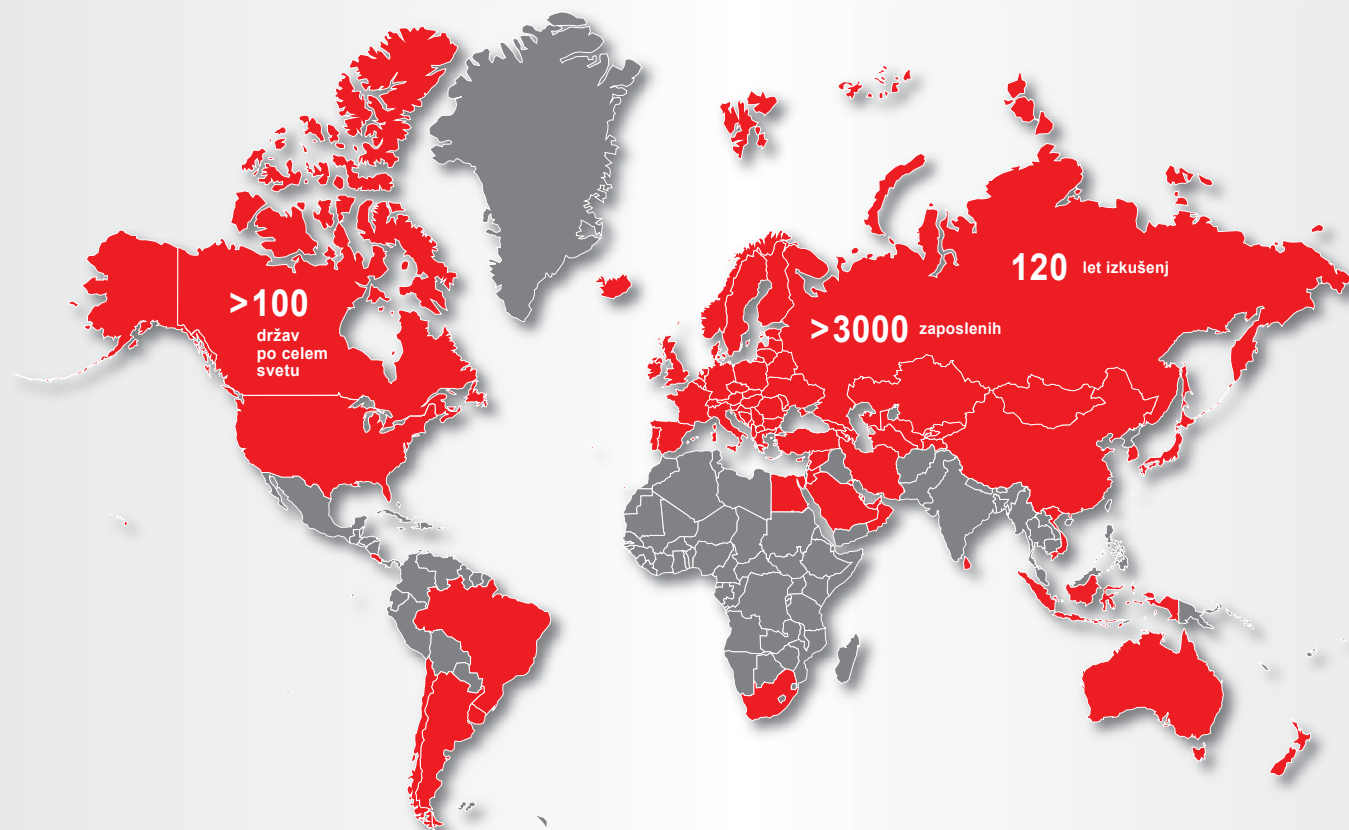 >100
držav
po celem
svetu
120 let izkušenj
>3000 zaposlenih